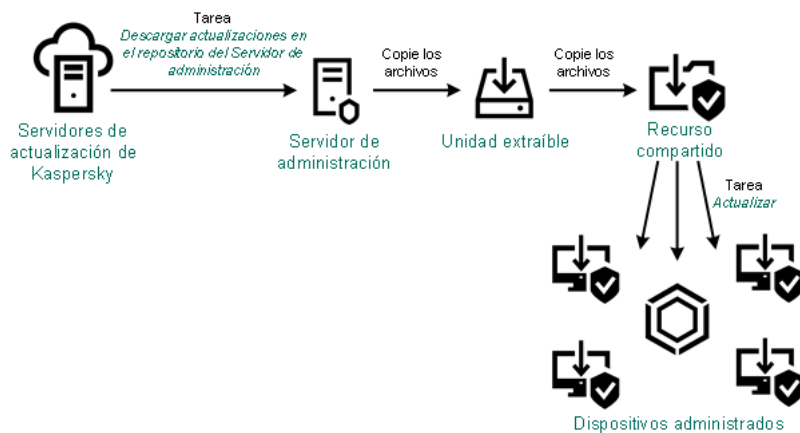 Tarea
Descargar actualizaciones en
el repositorio del Servidor de
administración
Copie los
archivos
Copie los
archivos
Servidores de
actualización de
Kaspersky
Servidor de
administración
Unidad extraíble
Recurso
compartido
Tarea
Actualizar
Dispositivos administrados